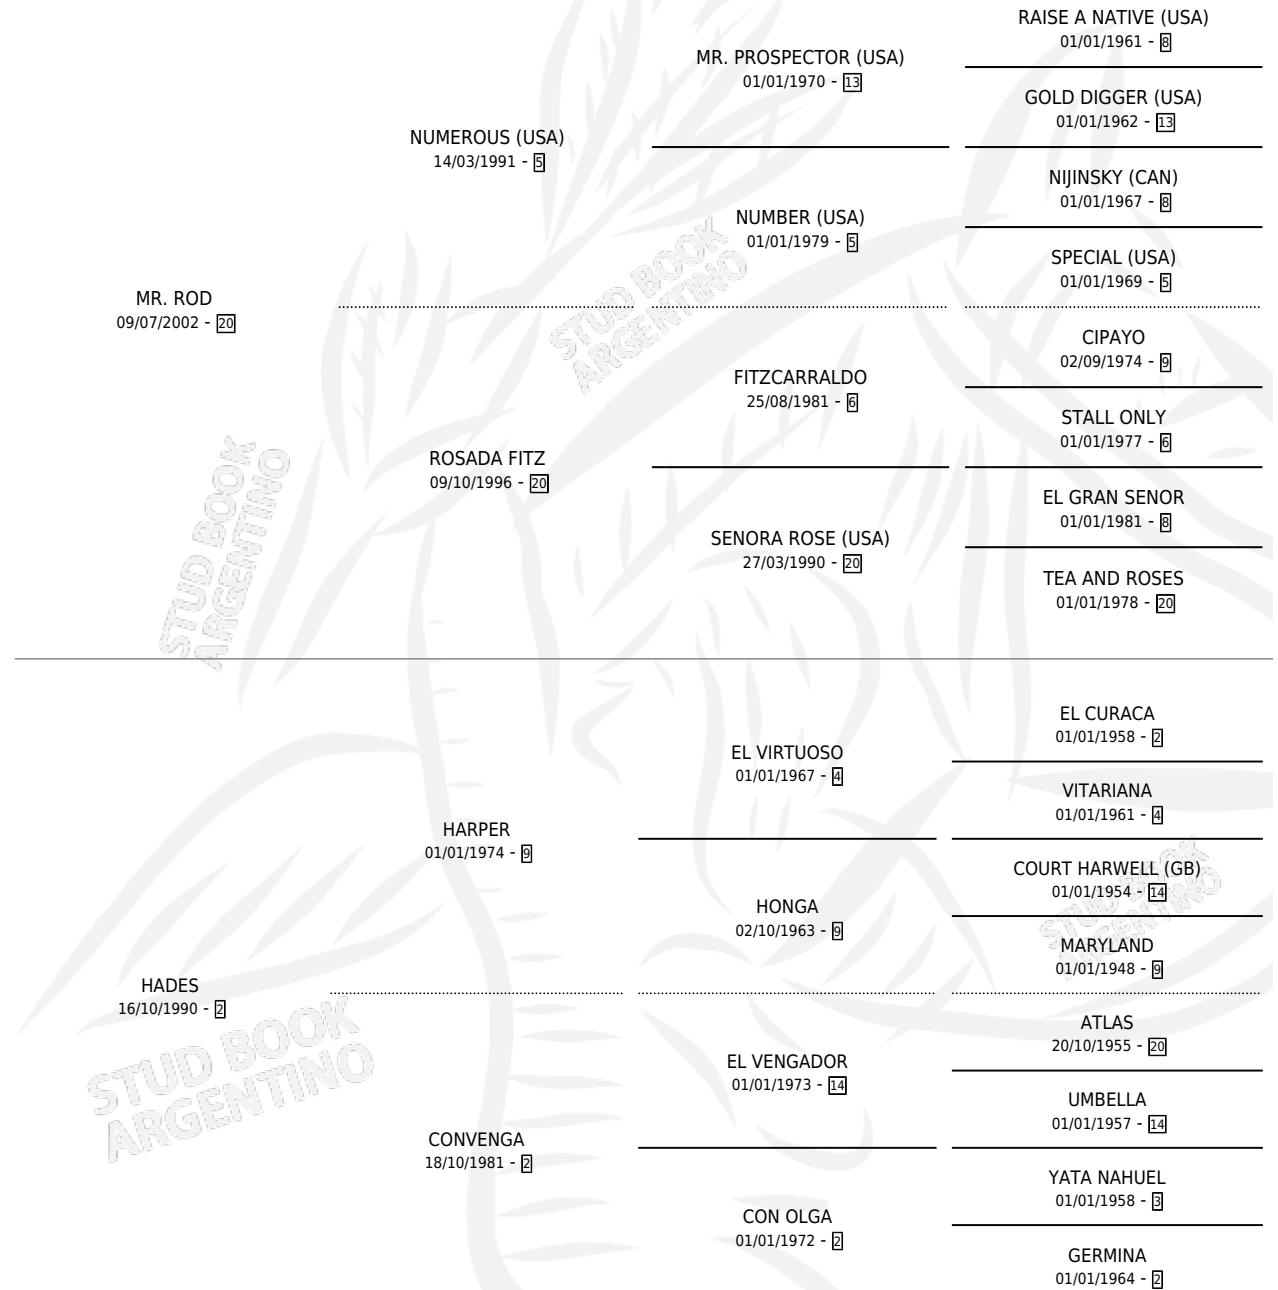 RAISE A NATIVE (USA)
01/01/1961 - 8
MR. PROSPECTOR (USA)
01/01/1970 - 13
GOLD DIGGER (USA)
01/01/1962 - 13
NUMEROUS (USA)
14/03/1991 - 5
NIJINSKY (CAN)
01/01/1967 - 8
NUMBER (USA)
01/01/1979 - 5
SPECIAL (USA)
01/01/1969 - 5
MR. ROD
09/07/2002 - 20
CIPAYO
02/09/1974 - 9
FITZCARRALDO
25/08/1981 - 6
STALL ONLY
01/01/1977 - 6
ROSADA FITZ
09/10/1996 - 20
EL GRAN SENOR
01/01/1981 - 8
SENORA ROSE (USA)
27/03/1990 - 20
TEA AND ROSES
01/01/1978 - 20
EL CURACA
01/01/1958 - 2
EL VIRTUOSO
01/01/1967 - 4
VITARIANA
01/01/1961 - 4
HARPER
01/01/1974 - 9
COURT HARWELL (GB)
01/01/1954 - 14
HONGA
02/10/1963 - 9
MARYLAND
01/01/1948 - 9
HADES
16/10/1990 - 2
ATLAS
20/10/1955 - 20
EL VENGADOR
01/01/1973 - 14
UMBELLA
01/01/1957 - 14
CONVENGA
18/10/1981 - 2
YATA NAHUEL
01/01/1958 - 3
CON OLGA
01/01/1972 - 2
GERMINA
01/01/1964 - 2
STUD BOOK
ARGENTINO
STUD BOOK
ARGENTINO
STUD BOOK
ARGENTINO
STUD BOOK
ARGENTINO